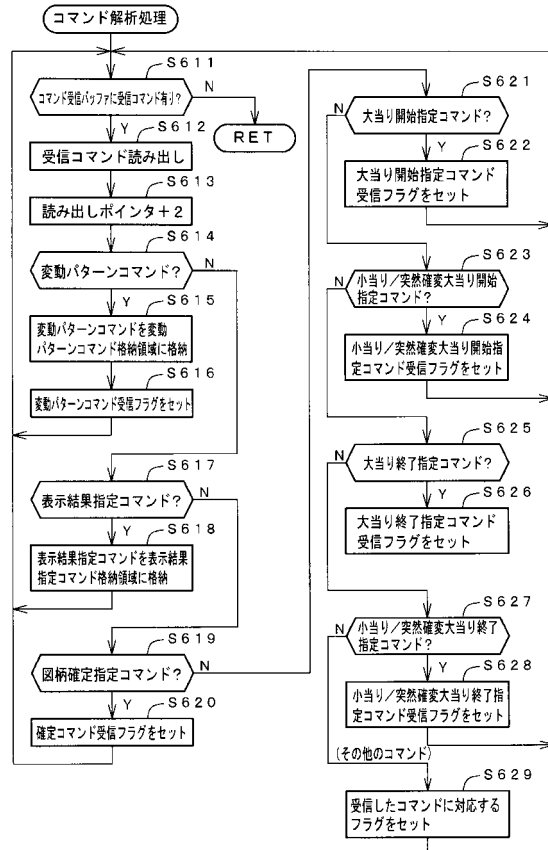 コマンド解析処理
S611
コマンド受信バッファに受信コマンド有り？
N
Y
RET
S612
受信コマンド読み出し
S613
読み出しポインタ＋2
S614
変動パターンコマンド？
N
Y
S615
変動パターンコマンドを変動
パターンコマンド格納領域に格納
S616
変動パターンコマンド受信フラグをセット
S617
表示結果指定コマンド？
N
Y
S618
表示結果指定コマンドを表示結果
指定コマンド格納領域に格納
S619
図柄確定指定コマンド？
N
Y
S620
確定コマンド受信フラグをセット
S621
N
大当り開始指定コマンド？
Y
S622
大当り開始指定コマンド
受信フラグをセット
S623
N
小当り／突然確変大当り開始
指定コマンド？
Y
S624
小当り／突然確変大当り開始指
定コマンド受信フラグをセット
S625
N
大当り終了指定コマンド？
Y
S626
大当り終了指定コマンド
受信フラグをセット
S627
N
小当り／突然確変大当り終了
指定コマンド？
Y
S628
小当り／突然確変大当り終了指
定コマンド受信フラグをセット
(その他のコマンド)
S629
受信したコマンドに対応する
フラグをセット